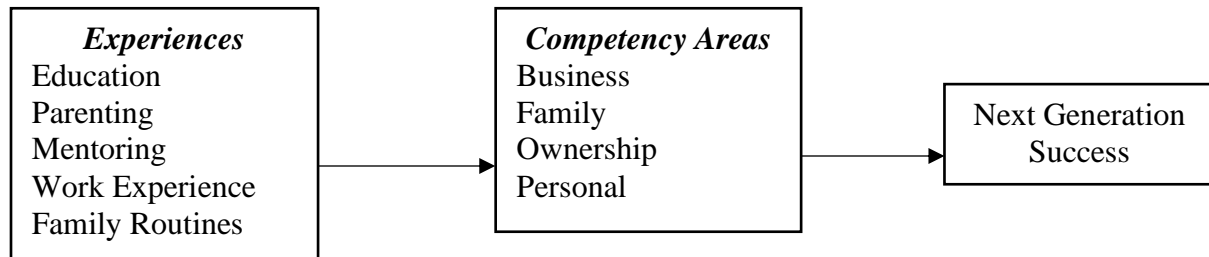 Experiences
Education
Parenting
Mentoring
Work Experience
Family Routines
Competency Areas
Business
Family
Ownership
Personal
Next Generation
Success